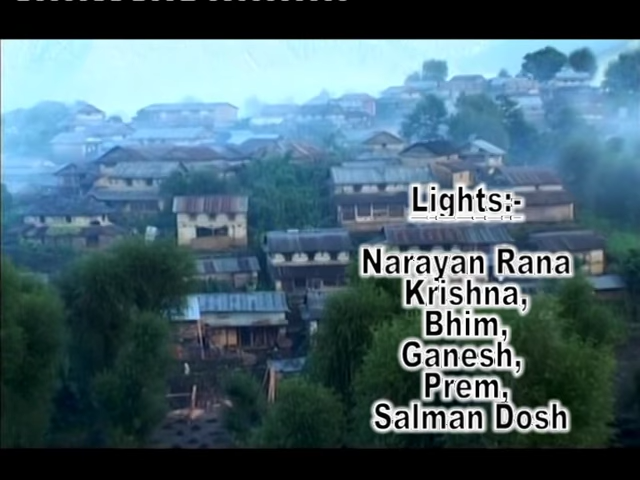 Lights:-
Narayan Rana
Krishna,
Bhim,
Ganesh,
Prem,
Salman Dosh